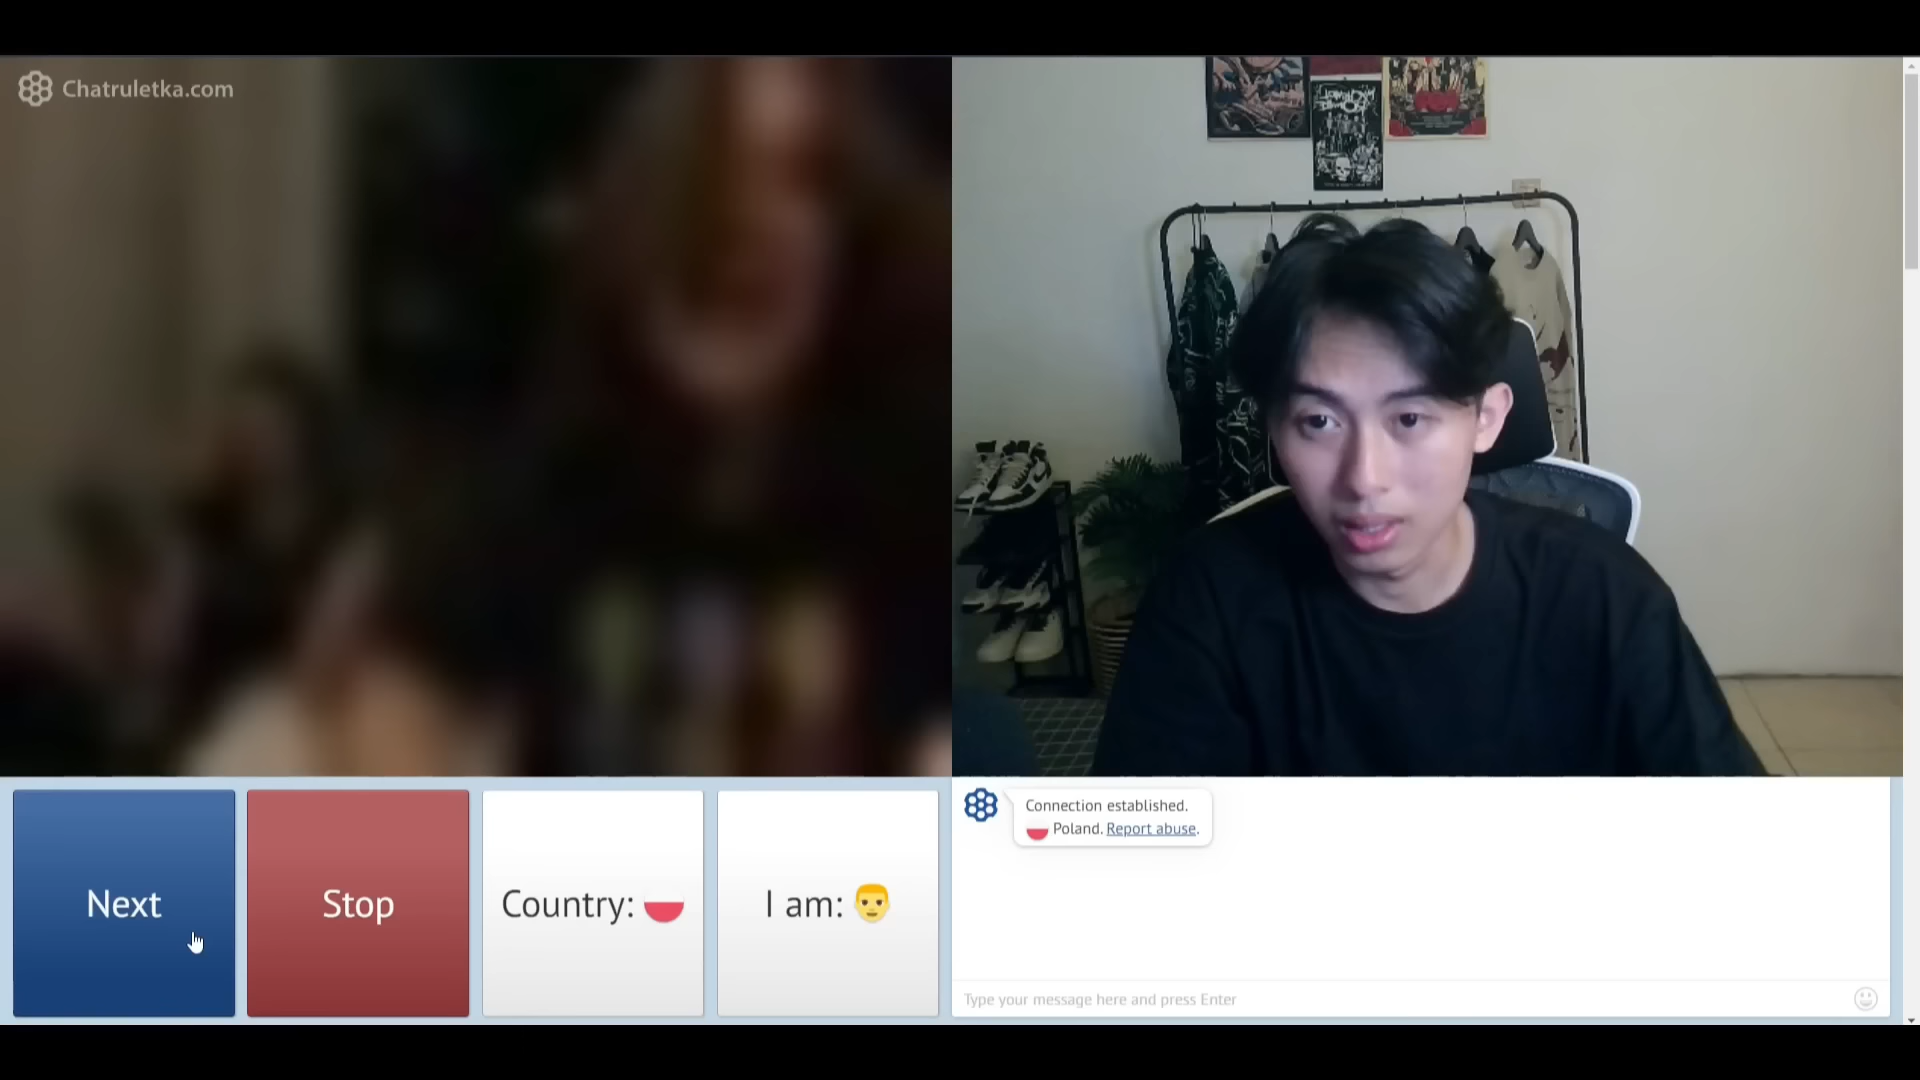 Chatruletka.com
Next
Stop
Country:
I am:
Connection established.
Poland. Report abuse.
Type your message here and press Enter